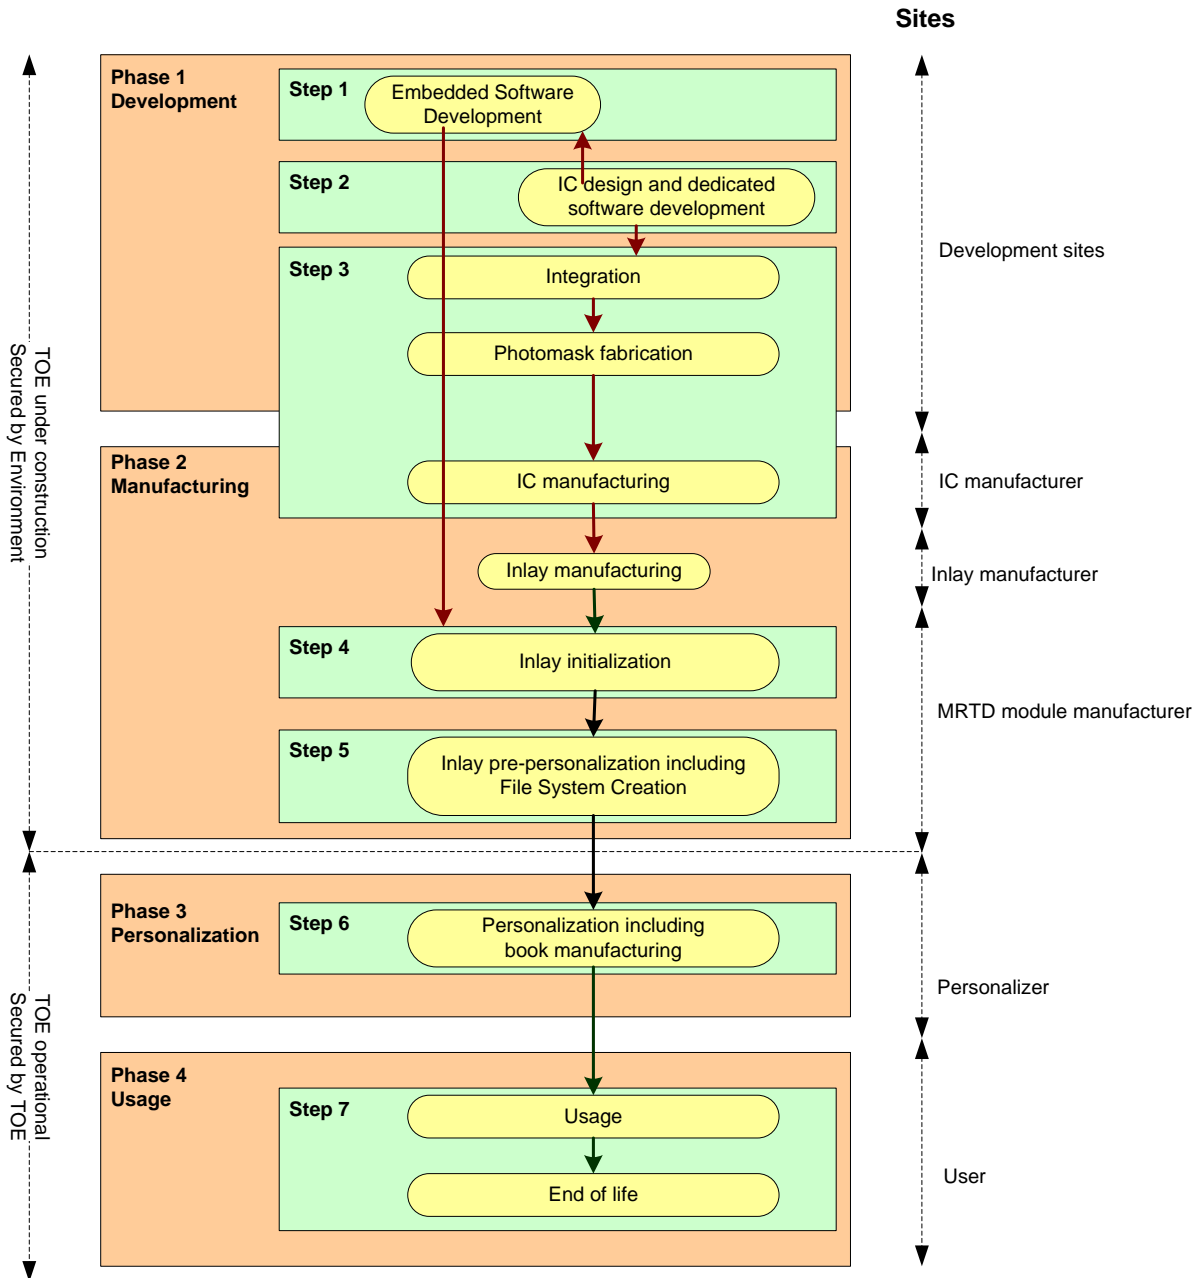 Sites
Phase 1
Development
Step 1
Embedded Software
Development
Step 2
IC design and dedicated
software development
Step 3
Integration
Photomask fabrication
Development sites
TOE under construction
Secured by Environment
Phase 2
Manufacturing
IC manufacturing
IC manufacturer
Inlay manufacturing
Inlay manufacturer
Step 4
Inlay initialization
MRTD module manufacturer
Step 5
Inlay pre-personalization including
File System Creation
Phase 3
Personalization
Step 6
Personalization including
book manufacturing
Personalizer
TOE operational
Secured by TOE
Phase 4
Usage
Step 7
Usage
End of life
User